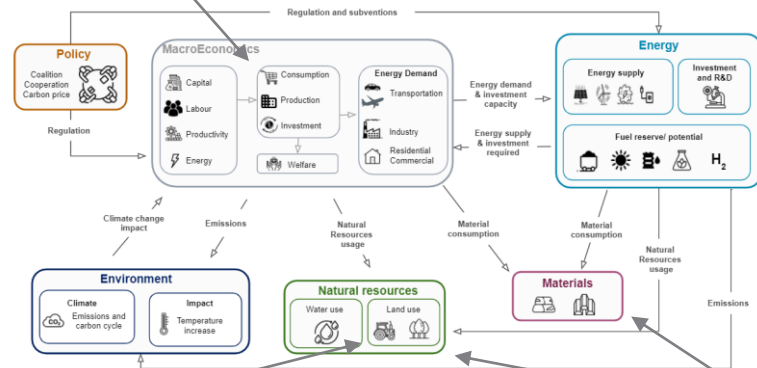 Regulation and subventions
Policy
Coalition
Cooperation
Carbon price
Regulation
MacroEconomics
Capital
Labour
Productivity
Energy
Consumption
Production
Investment
Welfare
Energy Demand
Transportation
Industry
Residential
Commercial
Energy demand
& investment
capacity
Energy supply
& investment
required
Energy
Energy supply
Investment
and R&D
Fuel reserve/ potential
H2
Climate change
impact
Emissions
Natural
Resources
usage
Material
consumption
Material
consumption
Natural
Resources
usage
Emissions
Environment
Climate
CO2
Emissions and
carbon cycle
Impact
Temperature
increase
Natural resources
Water use
Land use
Materials